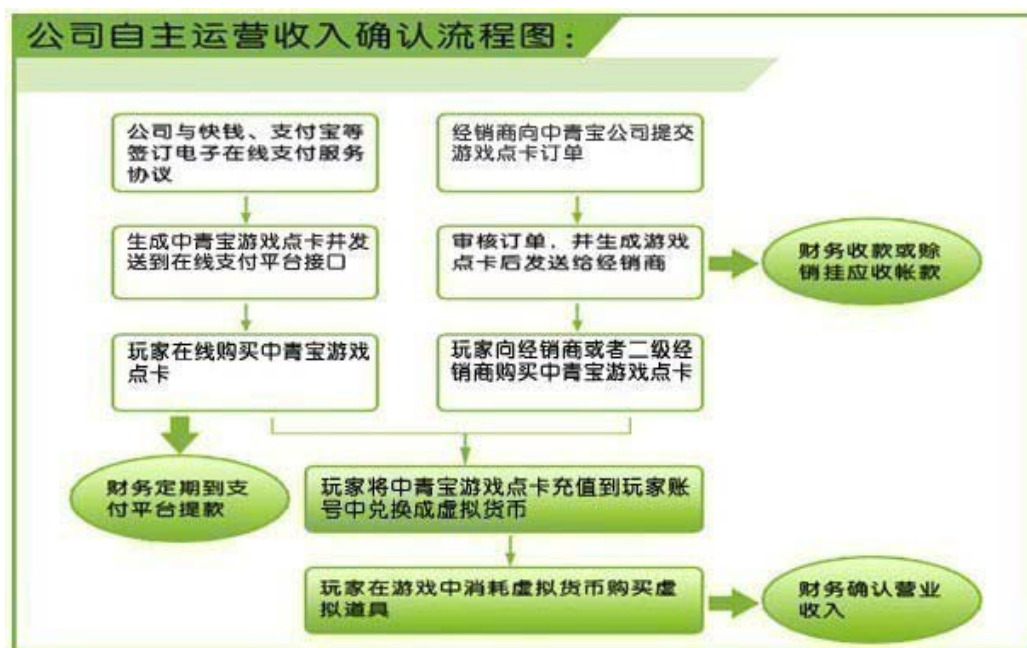 公司自主运营收入确认流程图：
公司与快钱、支付宝等
签订电子在线支付服务
协议
经销商向中青宝公司提交
游戏点卡订单
生成中青宝游戏点卡并发
送到在线支付平台接口
审核订单，并生成游戏
点卡后发送给经销商
财务收款或赊
销挂应收帐款
玩家在线购买中青宝游戏
点卡
玩家向经销商或者二级经
销商购买中青宝游戏点卡
财务定期到支
付平台提款
玩家将中青宝游戏点卡充值到玩家账
号中兑换成虚拟货币
玩家在游戏中消耗虚拟货币购买虚
拟道具
财务确认营业
收入